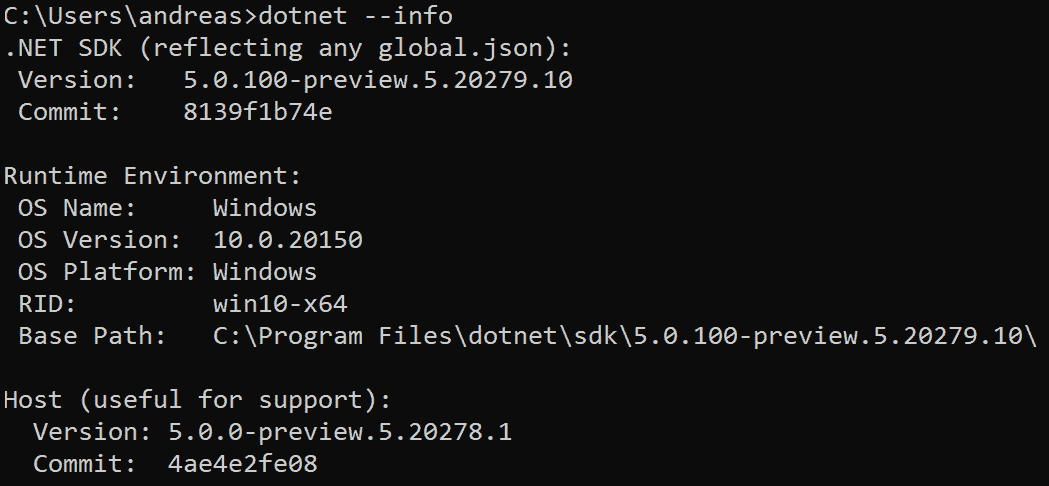 C:\Users\andreas>dotnet --info
.NET SDK (reflecting any global.json):
 Version:   5.0.100-preview.5.20279.10
 Commit:    8139f1b74e

Runtime Environment:
 OS Name:     Windows
 OS Version:  10.0.20150
 OS Platform: Windows
 RID:         win10-x64
 Base Path:   C:\Program Files\dotnet\sdk\5.0.100-preview.5.20279.10\

Host (useful for support):
  Version: 5.0.0-preview.5.20278.1
  Commit:  4ae4e2fe08